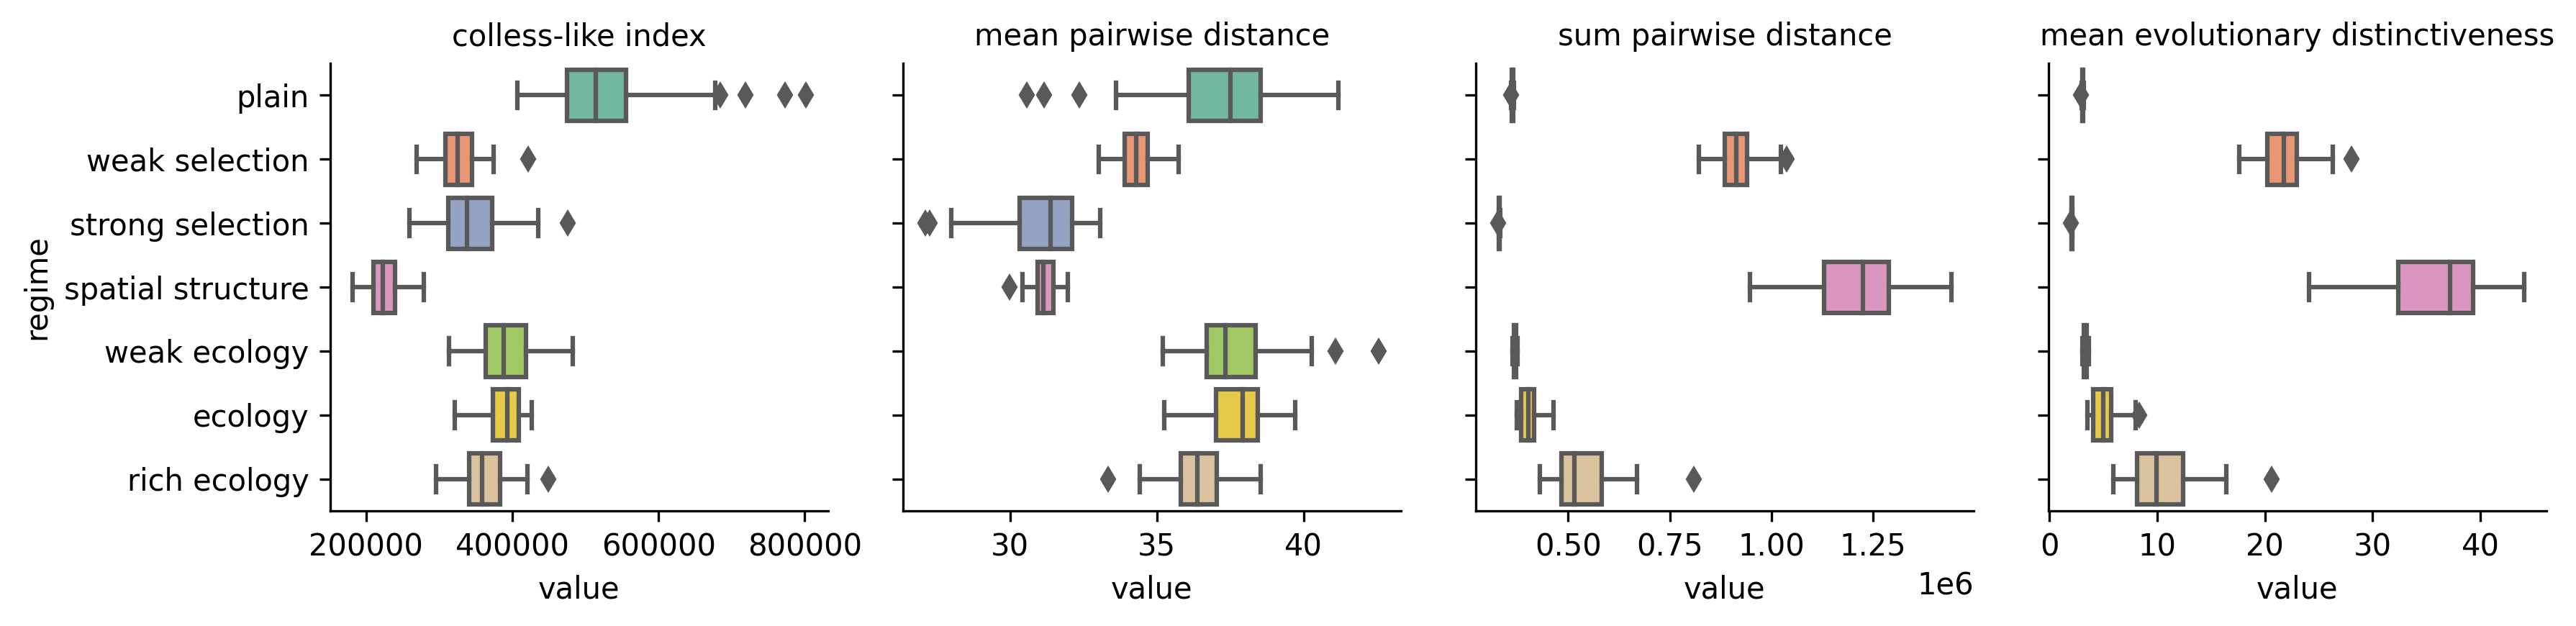 colless-like index
mean pairwise distance
sum pairwise distance
mean evolutionary distinctiveness
regime
plain
weak selection
strong selection
spatial structure
weak ecology
ecology
rich ecology
200000 400000 600000 800000
30 35 40
0.50 0.75 1.00 1.25
0 10 20 30 40
value
value
value
1e6
value